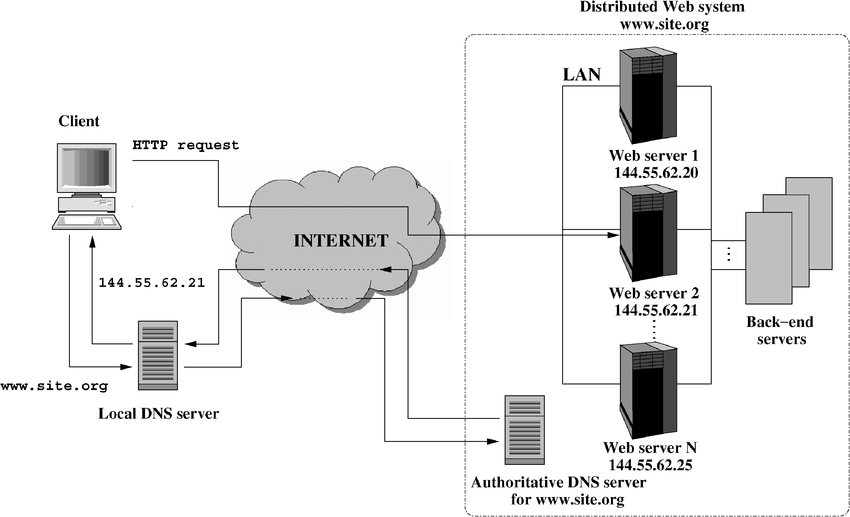 Distributed Web system
www.site.org
LAN
Client
HTTP request
Web server 1
144.55.62.20
INTERNET
144.55.62.21
Web server 2
144.55.62.21
Back-end
servers
www.site.org
Local DNS server
Web server N
144.55.62.25
Authoritative DNS server
for www.site.org